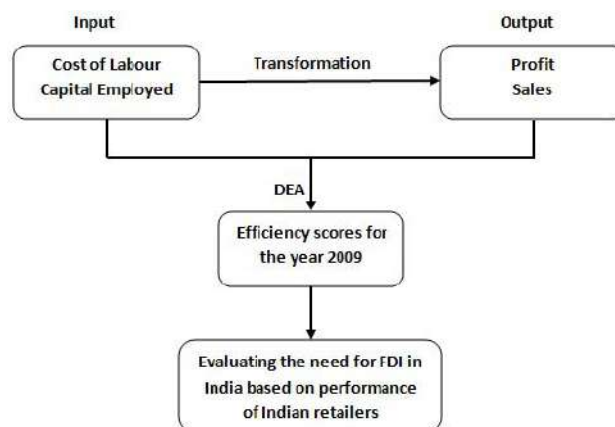 Input
Output
Cost of Labour
Capital Employed
Transformation
Profit
Sales
DEA
Efficiency scores for
the year 2009
Evaluating the need for FDI in
India based on performance
of Indian retailers